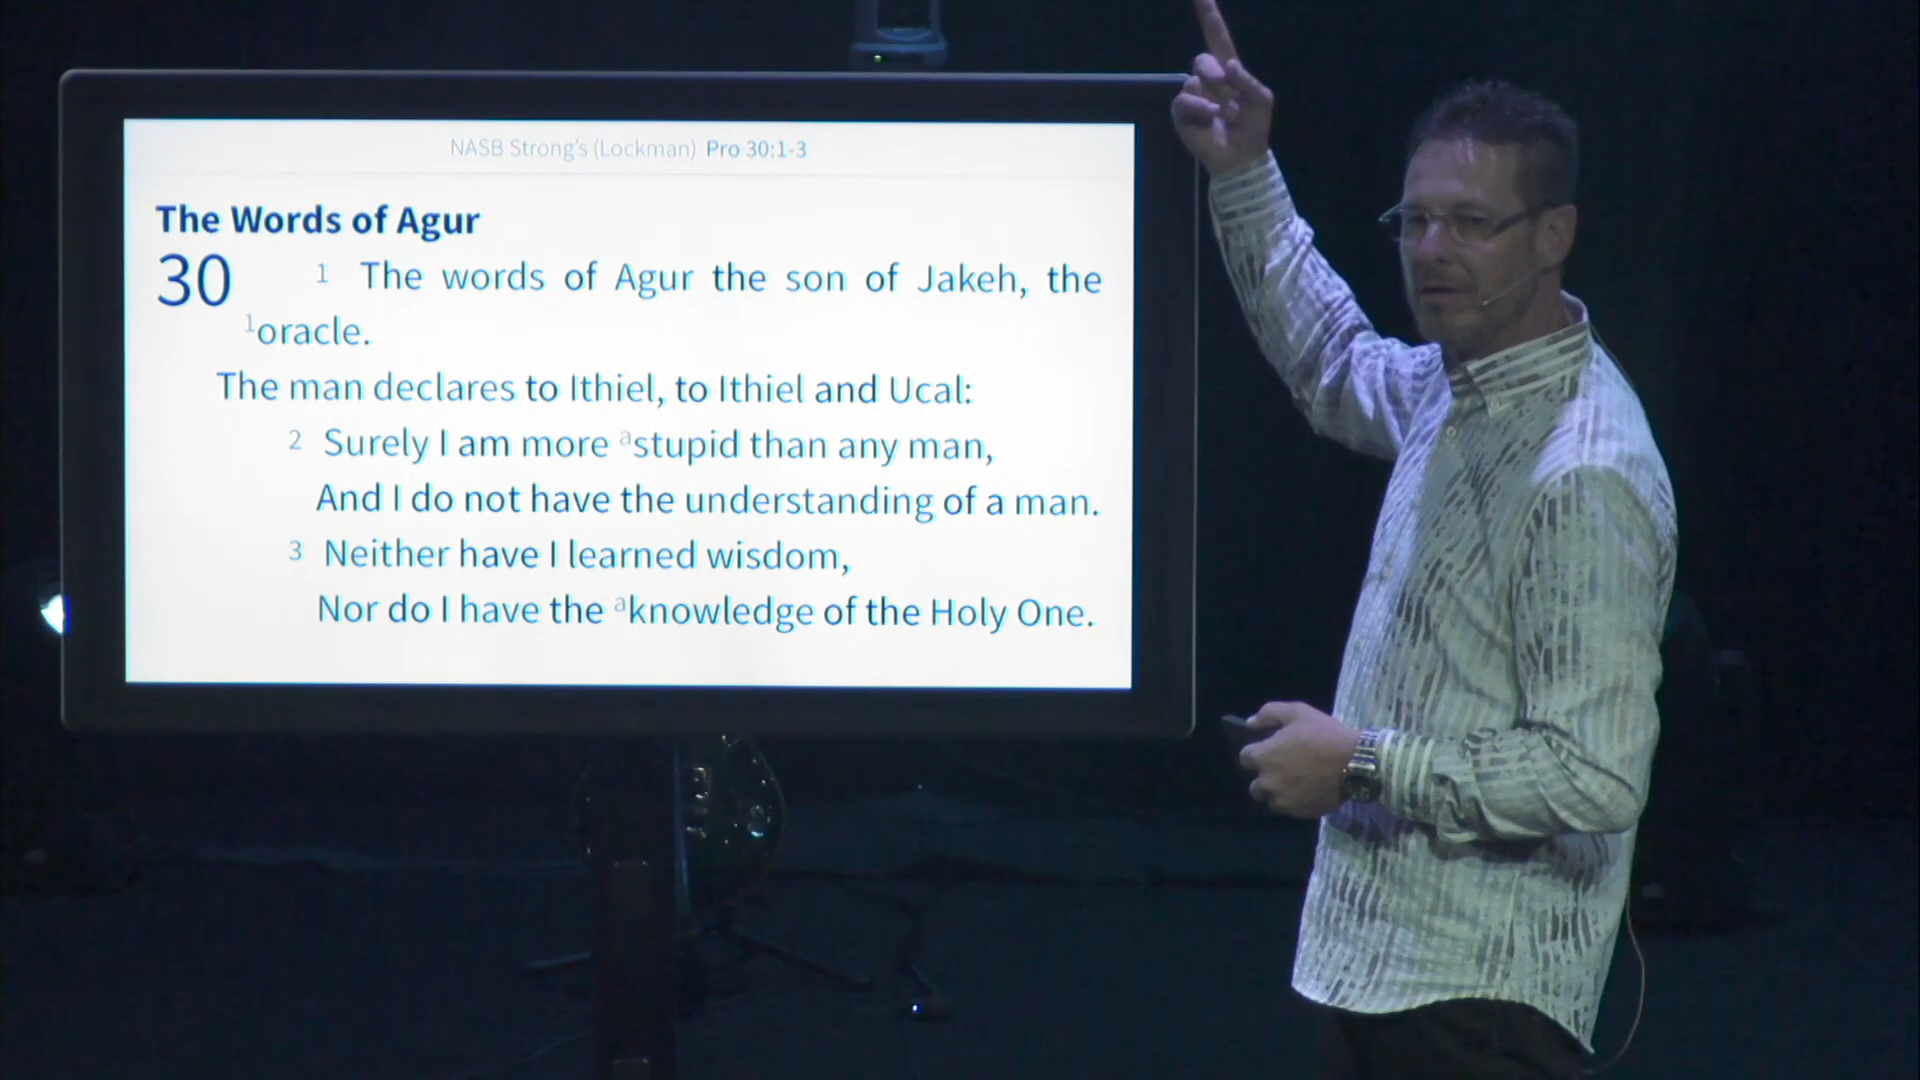 NASB Strong's (Lockman) Pro 30:1-3
The Words of Agur
30 1 The words of Agur the son of Jakeh, the
1oracle.
The man declares to Ithiel, to Ithiel and Ucal:
2 Surely I am more astupid than any man,
And I do not have the understanding of a man.
3 Neither have I learned wisdom,
Nor do I have the aknowledge of the Holy One.